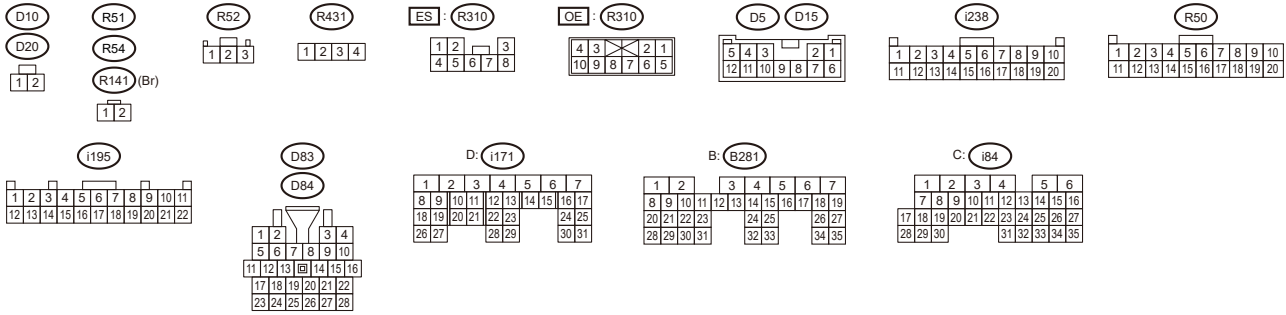 D10
D20
1 2
R51
R54
R141 (Br)
1 2
R52
1 2 3
R431
1 2 3 4
ES : R310
1 2 3
4 5 6 7 8
OE : R310
4 3 2 1
10 9 8 7 6 5
D5 D15
5 4 3 2 1
12 11 10 9 8 7 6
i238
1 2 3 4 5 6 7 8 9 10
11 12 13 14 15 16 17 18 19 20
R50
1 2 3 4 5 6 7 8 9 10
11 12 13 14 15 16 17 18 19 20
i195
1 2 3 4 5 6 7 8 9 10 11
12 13 14 15 16 17 18 19 20 21 22
D83
D84
1 2 3 4
5 6 7 8 9 10
11 12 13 14 15 16
17 18 19 20 21 22
23 24 25 26 27 28
D: i171
1 2 3 4 5 6 7
8 9 10 11 12 13 14 15 16 17
18 19 20 21 22 23 24 25
26 27 28 29 30 31
B: B281
1 2 3 4 5 6 7
8 9 10 11 12 13 14 15 16 17 18 19
20 21 22 23 24 25 26 27
28 29 30 31 32 33 34 35
C: i84
1 2 3 4 5 6
7 8 9 10 11 12 13 14 15 16
17 18 19 20 21 22 23 24 25 26 27
28 29 30 31 32 33 34 35